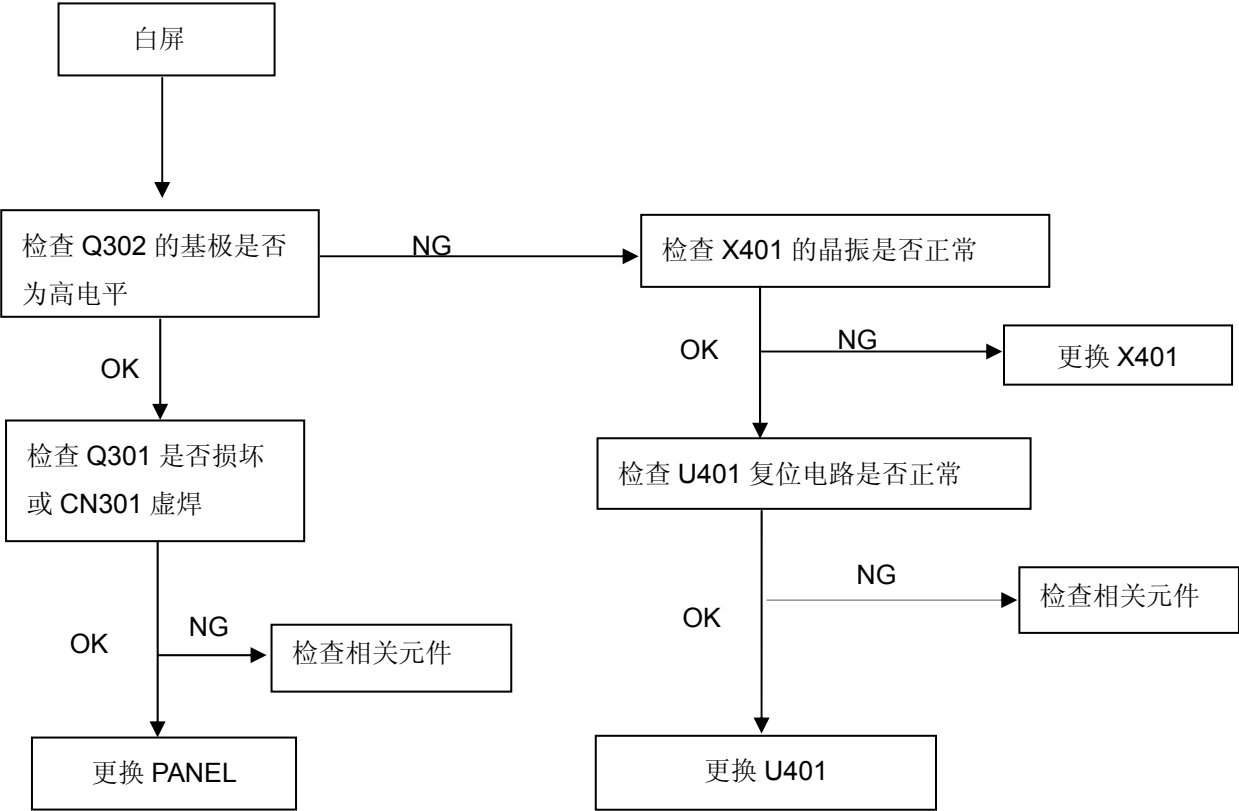 白屏
检查 Q302 的基极是否
为高电平
NG
检查 X401 的晶振是否正常
OK
NG
更换 X401
OK
检查 Q301 是否损坏
或 CN301 虚焊
检查 U401 复位电路是否正常
NG
检查相关元件
OK
OK
NG
检查相关元件
更换 PANEL
更换 U401